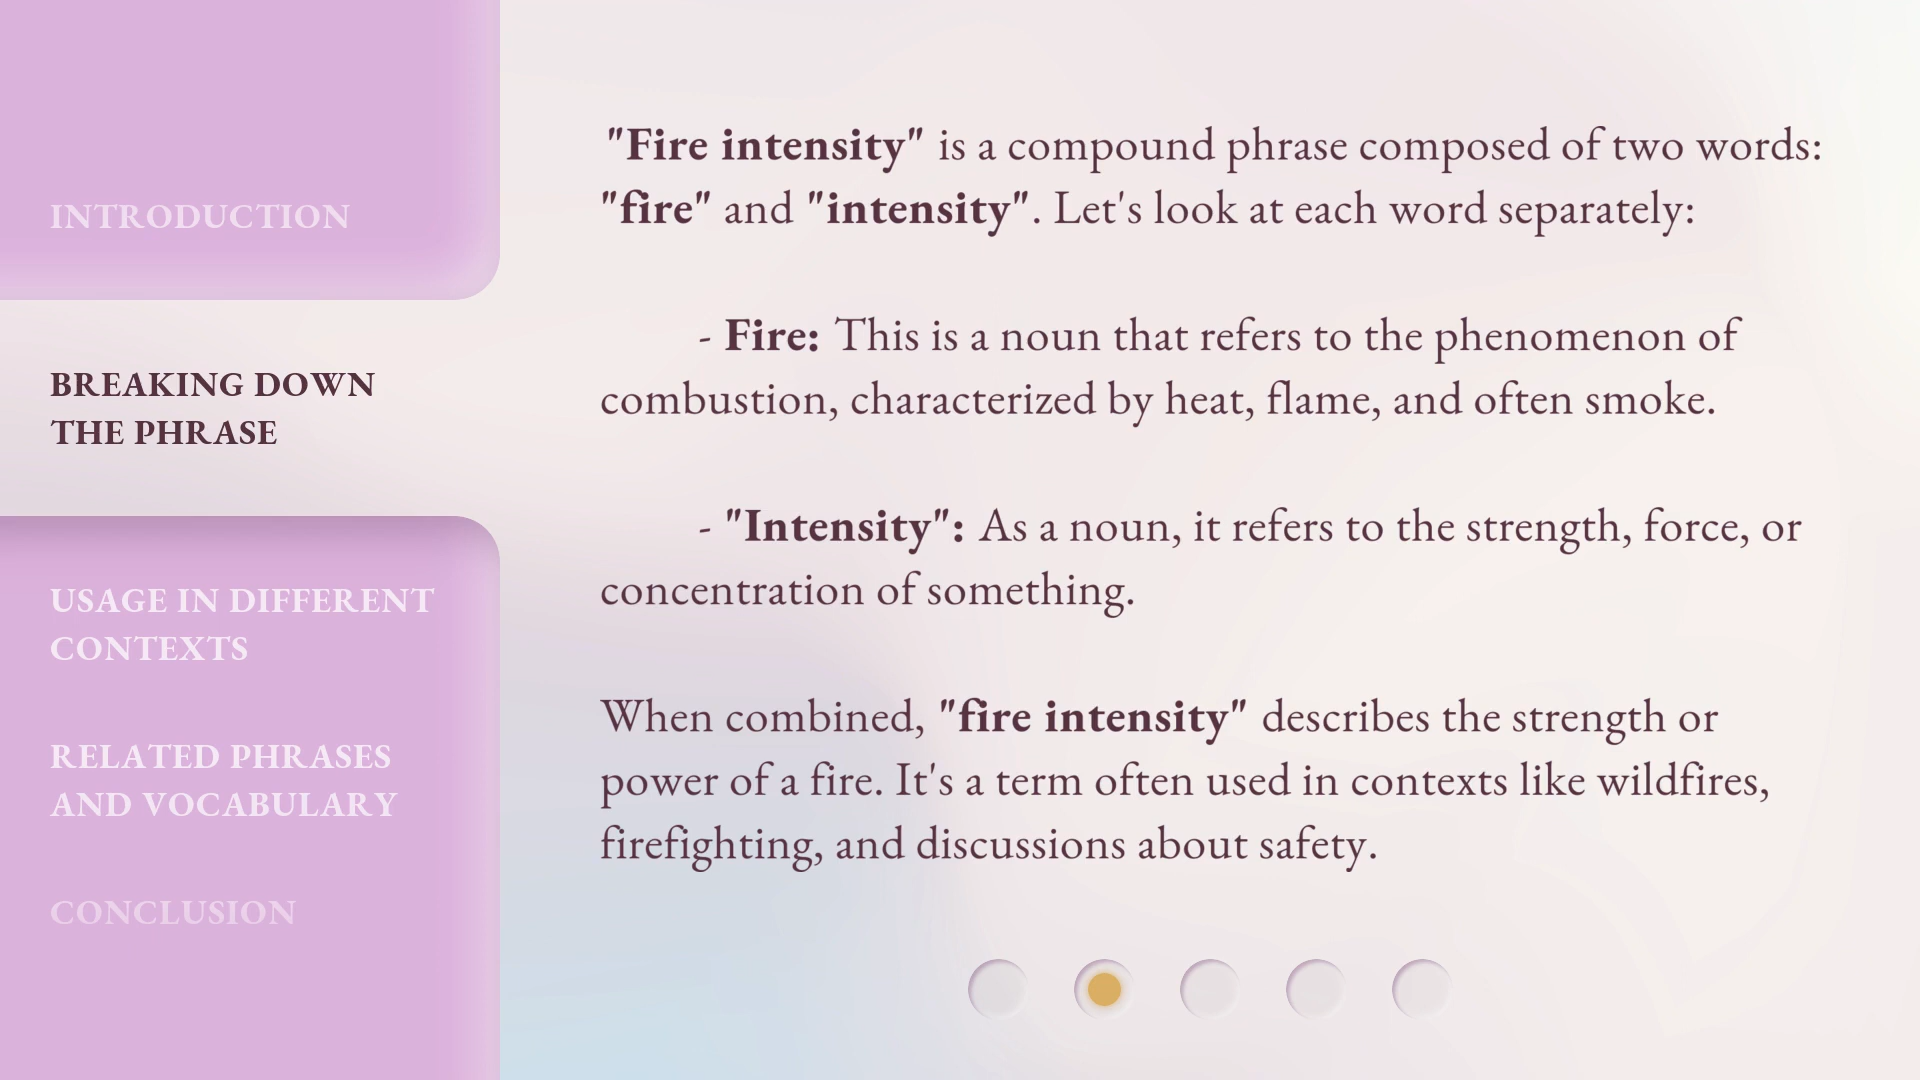 INTRODUCTION
BREAKING DOWN
THE PHRASE
USAGE IN DIFFERENT
CONTEXTS
RELATED PHRASES
AND VOCABULARY
CONCLUSION
"Fire intensity" is a compound phrase composed of two words:
"fire" and "intensity". Let's look at each word separately:
- Fire: This is a noun that refers to the phenomenon of
combustion, characterized by heat, flame, and often smoke.
- "Intensity": As a noun, it refers to the strength, force, or
concentration of something.
When combined, "fire intensity" describes the strength or
power of a fire. It's a term often used in contexts like wildfires,
firefighting, and discussions about safety.